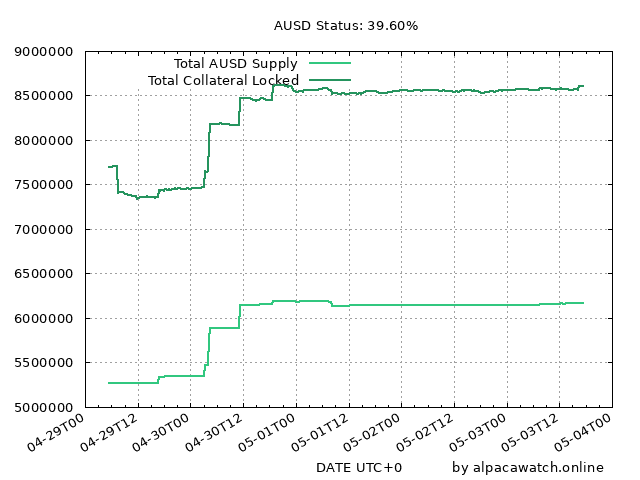 AUSD Status: 39.60%
9000000
Total AUSD Supply
Total Collateral Locked
8500000
8000000
7500000
7000000
6500000
6000000
5500000
5000000
04-29T00
04-29T12
04-30T00
04-30T12
05-01T00
05-01T12
05-02T00
05-02T12
05-03T00
05-03T12
05-04T00
DATE UTC+0
by alpacawatch.online